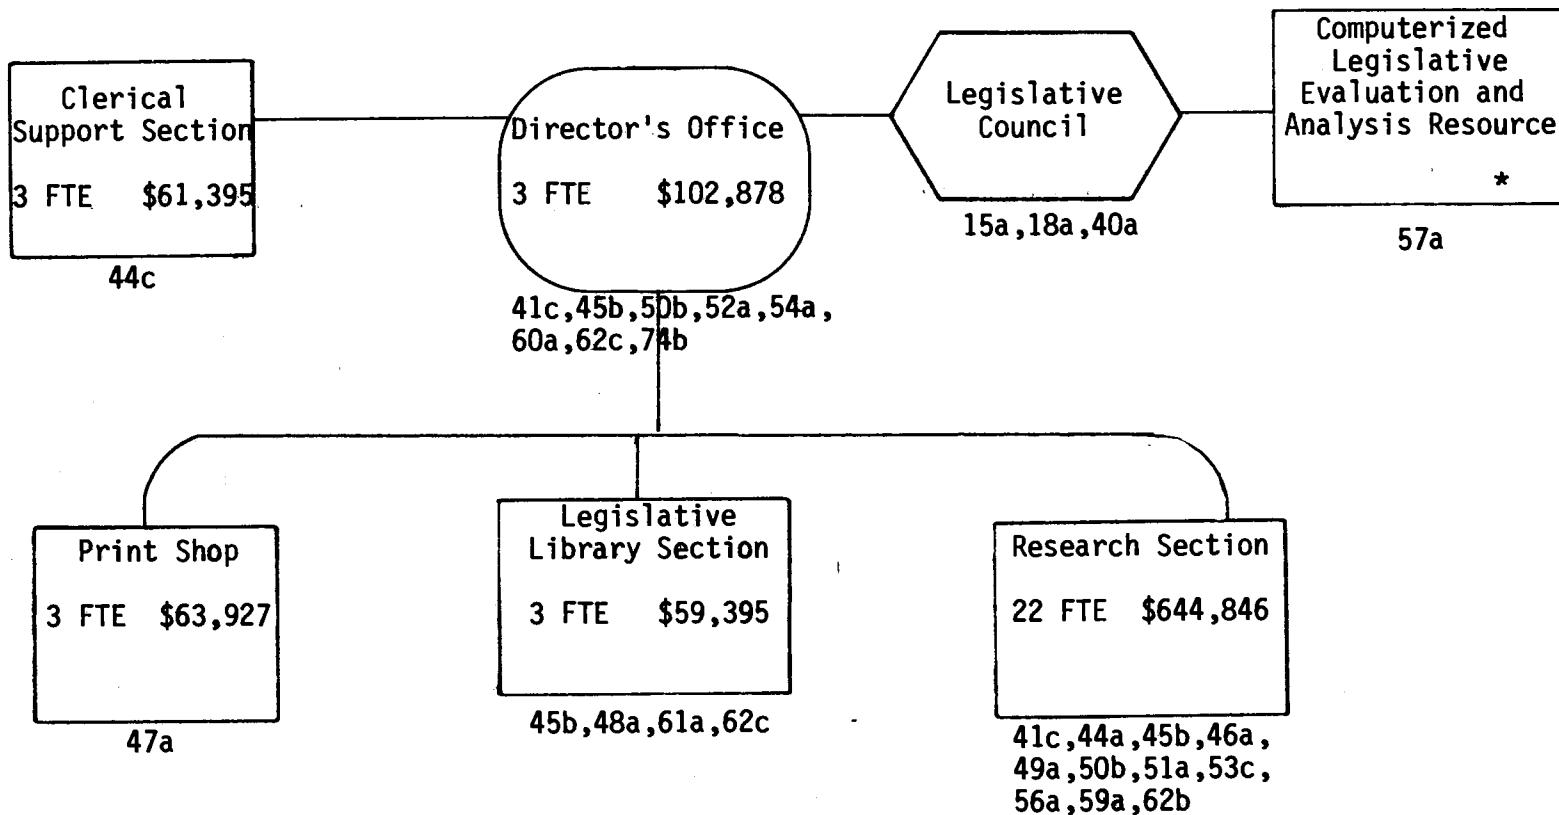 Clerical
Support Section
3 FTE $61,395
44c
Director's Office
3 FTE $102,878
41c,45b,50b,52a,54a,
60a,62c,74b
Legislative
Council
15a,18a,40a
Computerized
Legislative
Evaluation and
Analysis Resource
*
57a
Print Shop
3 FTE $63,927
47a
Legislative
Library Section
3 FTE $59,395
45b,48a,61a,62c
Research Section
22 FTE $644,846
41c,44a,45b,46a,
49a,50b,51a,53c,
56a,59a,62b